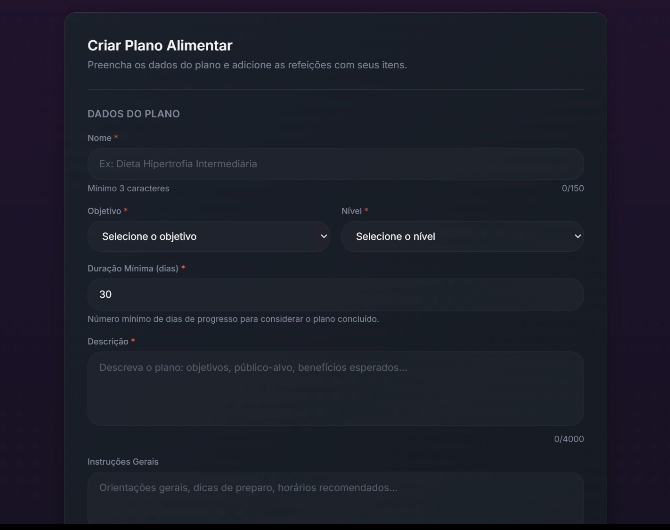 Criar Plano Alimentar
Preencha os dados do plano e adicione as refeições com seus itens.
DADOS DO PLANO
Nome *
Ex: Dieta Hipertrofia Intermediária
Mínimo 3 caracteres 0/150
Objetivo * Nível *
Selecione o objetivo Selecione o nível
Duração Mínima (dias) *
30
Número mínimo de dias de progresso para considerar o plano concluído.
Descrição *
Descreva o plano: objetivos, público-alvo, benefícios esperados...
0/4000
Instruções Gerais
Orientações gerais, dicas de preparo, horários recomendados...